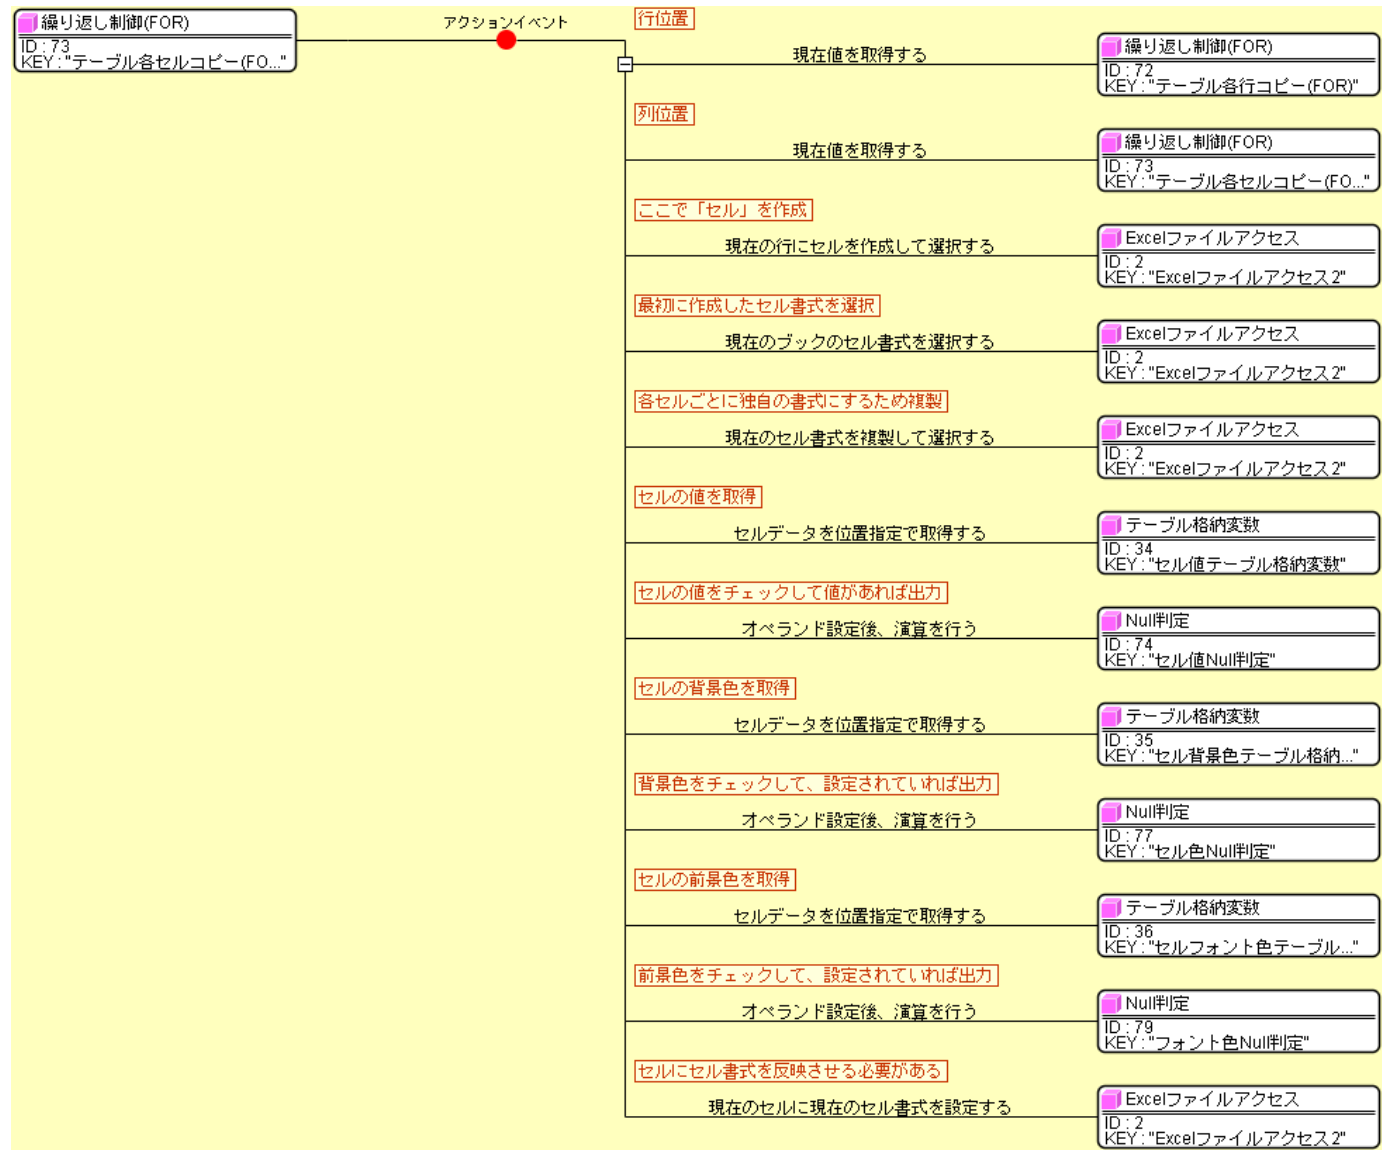 繰り返し制御(FOR)
ID : 73
KEY : "テーブル各セルコピー(FO..."
アクションイベント
行位置
現在値を取得する
繰り返し制御(FOR)
ID : 72
KEY : "テーブル各行コピー(FOR)"
列位置
現在値を取得する
繰り返し制御(FOR)
ID : 73
KEY : "テーブル各セルコピー(FO..."
ここで「セル」を作成
現在の行にセルを作成して選択する
Excelファイルアクセス
ID : 2
KEY : "Excelファイルアクセス2"
最初に作成したセル書式を選択
現在のブックのセル書式を選択する
Excelファイルアクセス
ID : 2
KEY : "Excelファイルアクセス2"
各セルごとに独自の書式にするため複製
現在のセル書式を複製して選択する
Excelファイルアクセス
ID : 2
KEY : "Excelファイルアクセス2"
セルの値を取得
セルデータを位置指定で取得する
テーブル格納変数
ID : 34
KEY : "セル値テーブル格納変数"
セルの値をチェックして値があれば出力
オペランド設定後、演算を行う
Null判定
ID : 74
KEY : "セル値Null判定"
セルの背景色を取得
セルデータを位置指定で取得する
テーブル格納変数
ID : 35
KEY : "セル背景色テーブル格納..."
背景色をチェックして、設定されていれば出力
オペランド設定後、演算を行う
Null判定
ID : 77
KEY : "セル色Null判定"
セルの前景色を取得
セルデータを位置指定で取得する
テーブル格納変数
ID : 36
KEY : "セルフォント色テーブル..."
前景色をチェックして、設定されていれば出力
オペランド設定後、演算を行う
Null判定
ID : 79
KEY : "フォント色Null判定"
セルにセル書式を反映させる必要がある
現在のセルに現在のセル書式を設定する
Excelファイルアクセス
ID : 2
KEY : "Excelファイルアクセス2"